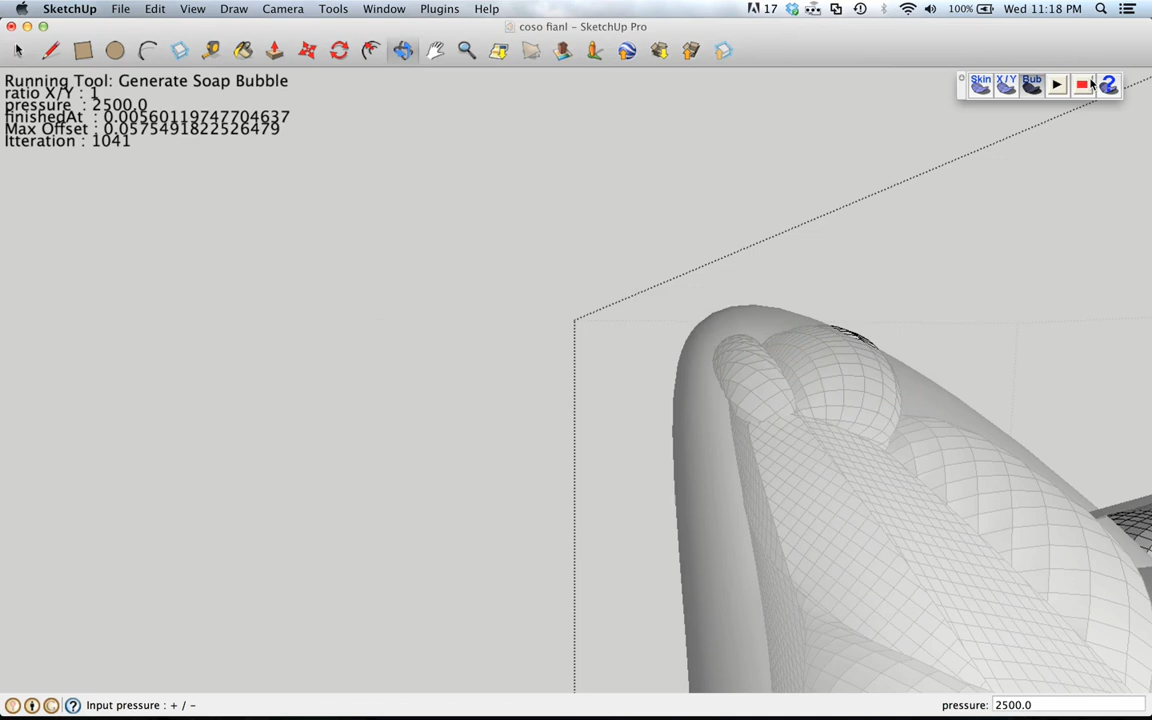 SketchUp File Edit View Draw Camera Tools Window Plugins Help
17 100% Wed 11:18 PM
coso fianl - SketchUp Pro
Skin X/Y Bub ?
Running Tool: Generate Soap Bubble
ratio X/Y : 1
pressure : 2500.0
finishedAt : 0.00560119747704637
Max Offset : 0.0575491822526479
Itteration : 1041
? Input pressure : + / - pressure: 2500.0